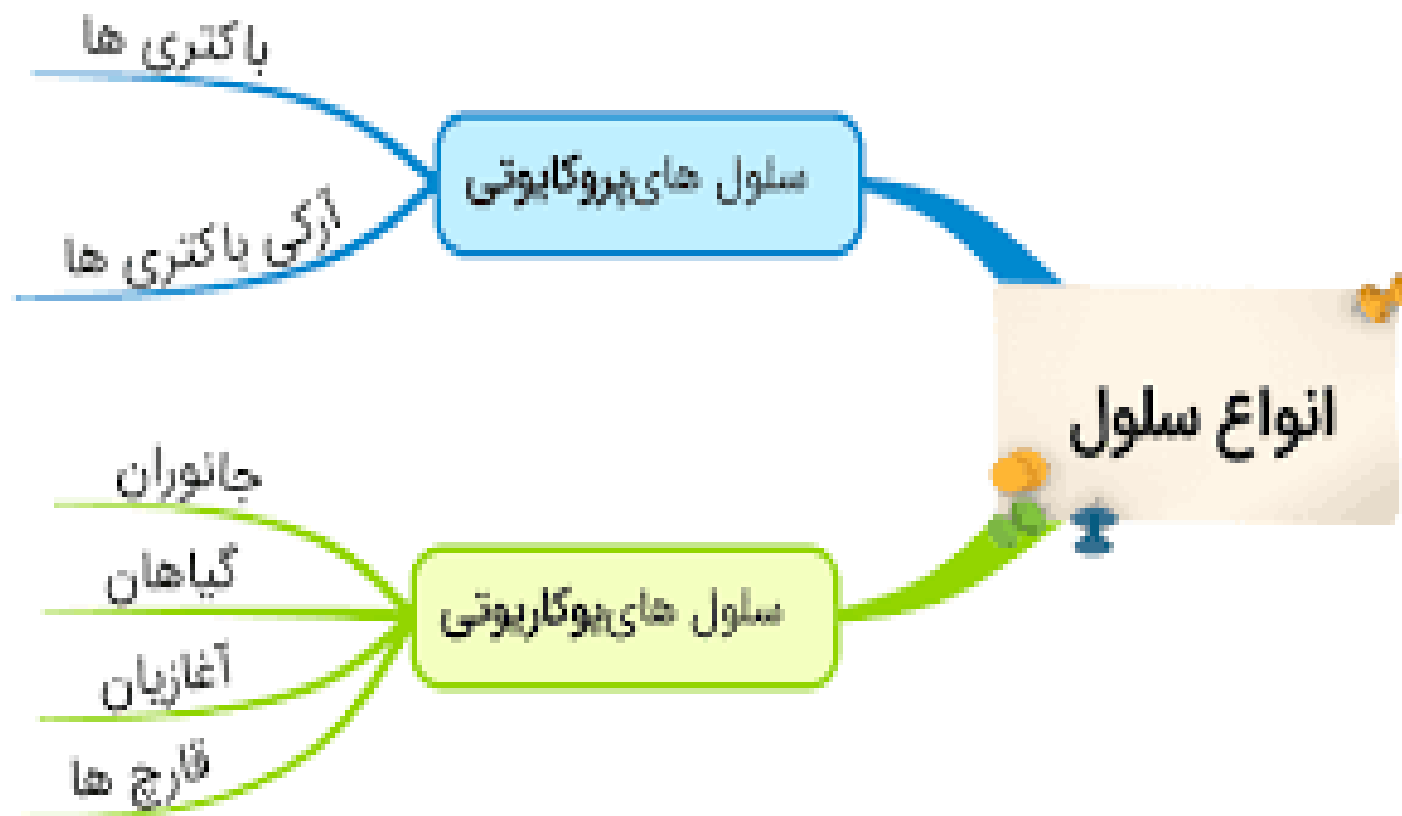 انواع سلول
سلول های پروکاریوتی
باکتری ها
آرکی باکتری ها
سلول های یوکاریوتی
جانوران
گیاهان
آغازیان
قارچ ها